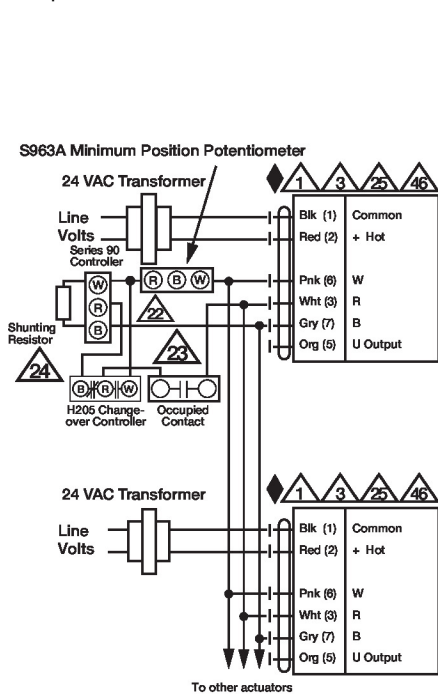 S963A Minimum Position Potentiometer
24 VAC Transformer
1 3 25 46
Line
Volts
Blk (1) Common
Red (2) + Hot
Series 90
Controller
W
R
B
R B W
Pnk (6) W
Wht (3) R
Gry (7) B
Org (5) U Output
22
Shunting
Resistor
23
24
B R W
H205 Change-
over Controller
Occupied
Contact
24 VAC Transformer
1 3 25 46
Line
Volts
Blk (1) Common
Red (2) + Hot
Pnk (6) W
Wht (3) R
Gry (7) B
Org (5) U Output
To other actuators